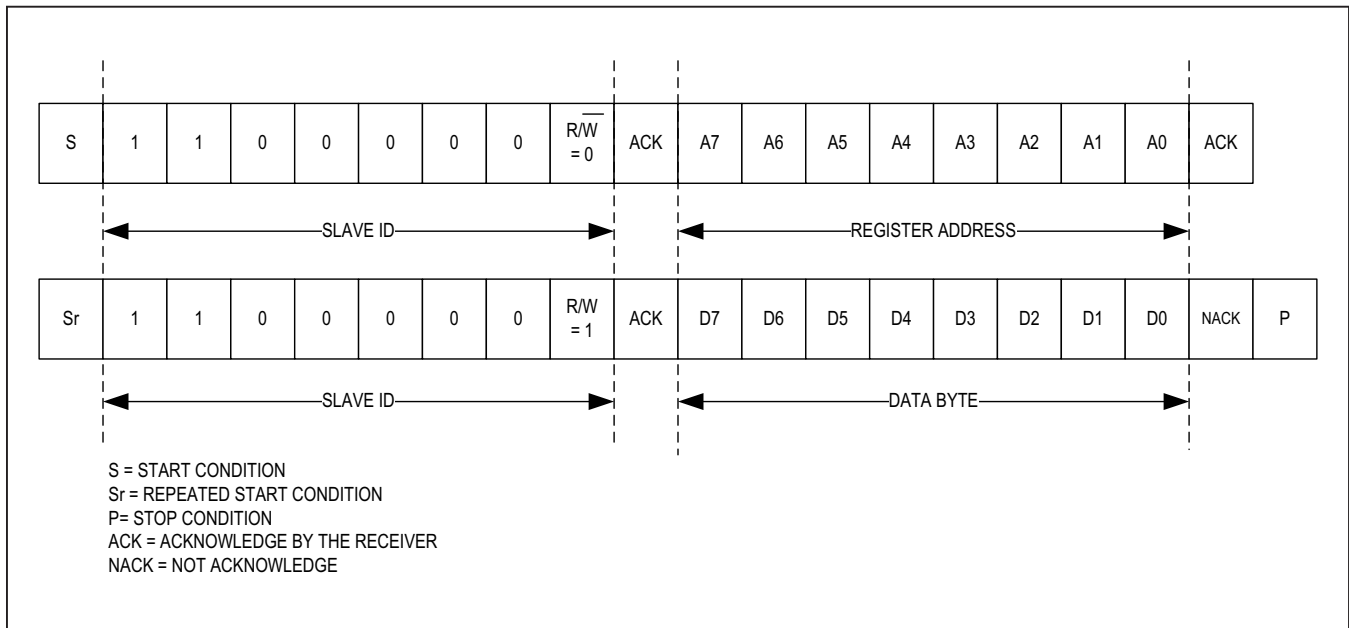 S 1 1 0 0 0 0 0 R/W̅ = 0 ACK A7 A6 A5 A4 A3 A2 A1 A0 ACK
SLAVE ID REGISTER ADDRESS
Sr 1 1 0 0 0 0 0 R/W = 1 ACK D7 D6 D5 D4 D3 D2 D1 D0 NACK P
SLAVE ID DATA BYTE
S = START CONDITION
Sr = REPEATED START CONDITION
P= STOP CONDITION
ACK = ACKNOWLEDGE BY THE RECEIVER
NACK = NOT ACKNOWLEDGE